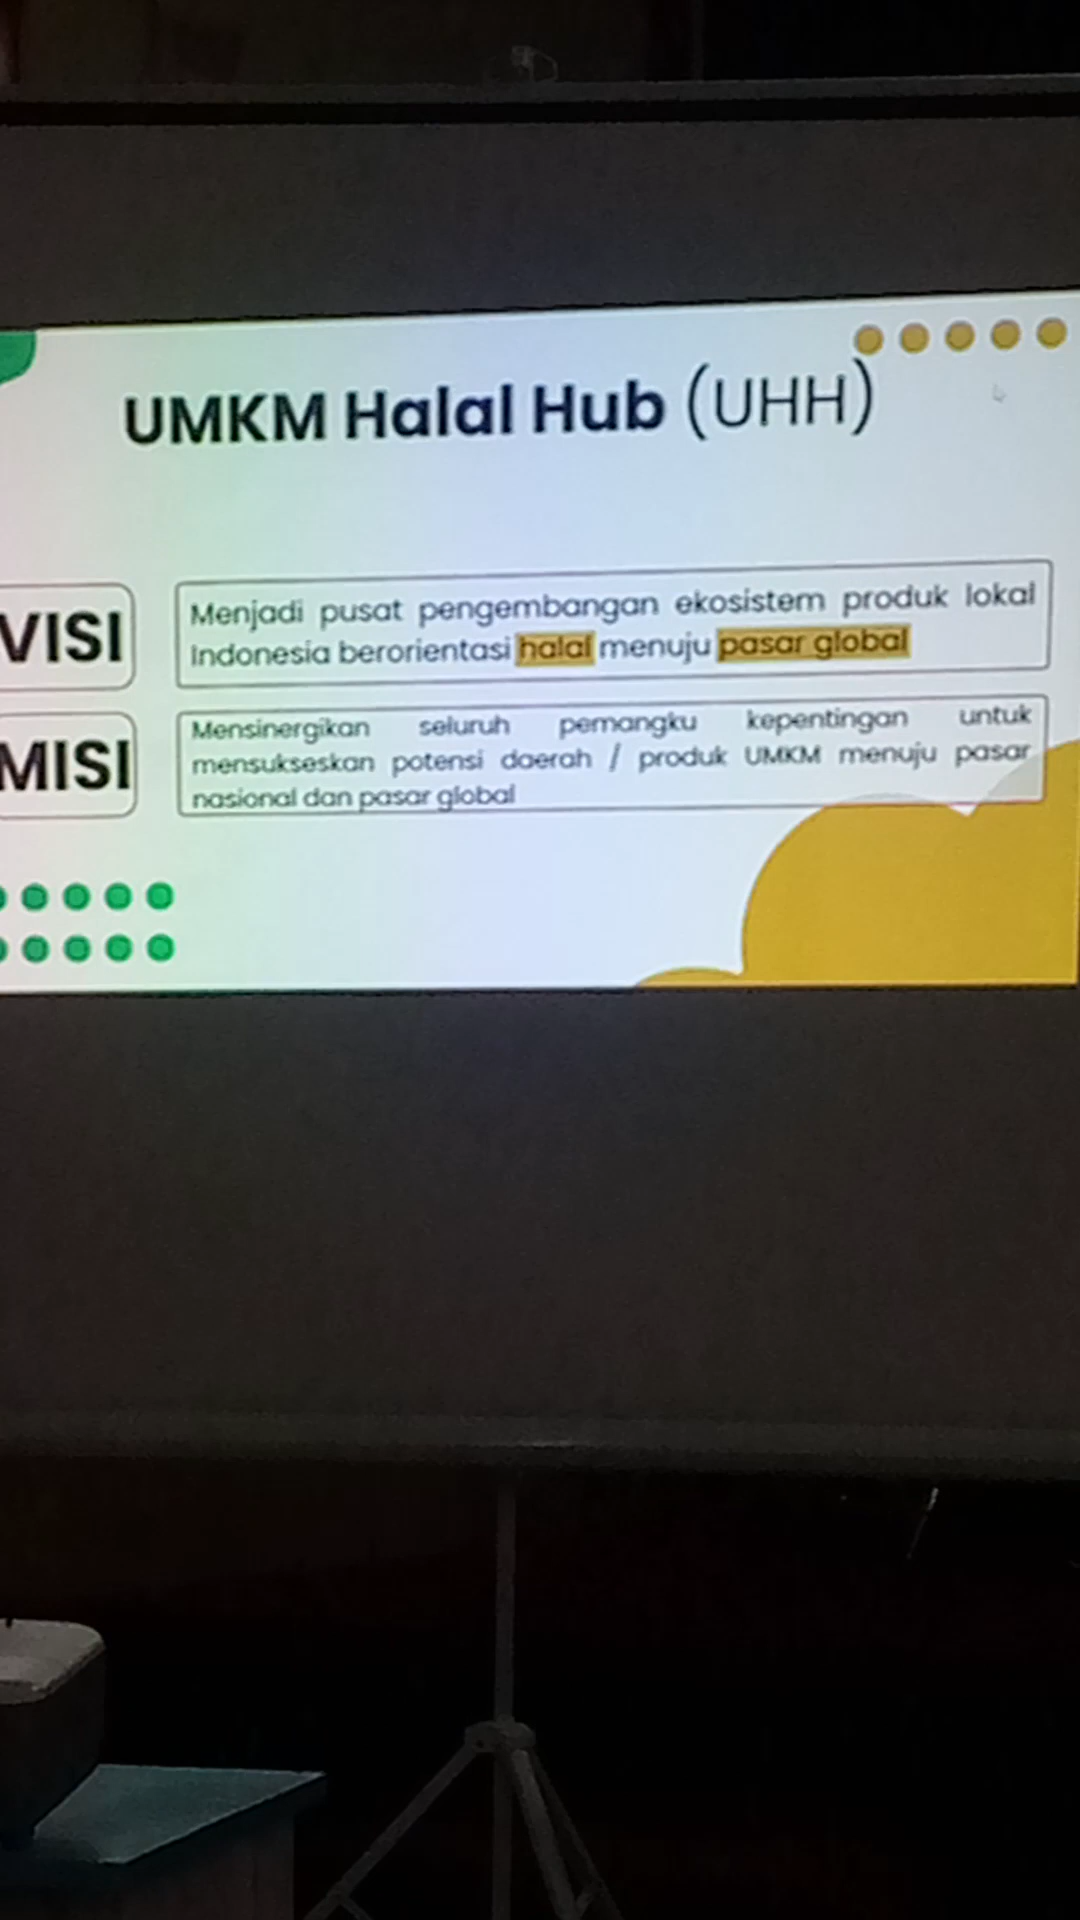 UMKM Halal Hub (UHH)
VISI
Menjadi pusat pengembangan ekosistem produk lokal
Indonesia berorientasi halal menuju pasar global
MISI
Mensinergikan seluruh pemangku kepentingan untuk
mensukseskan potensi daerah / produk UMKM menuju pasar
nasional dan pasar global